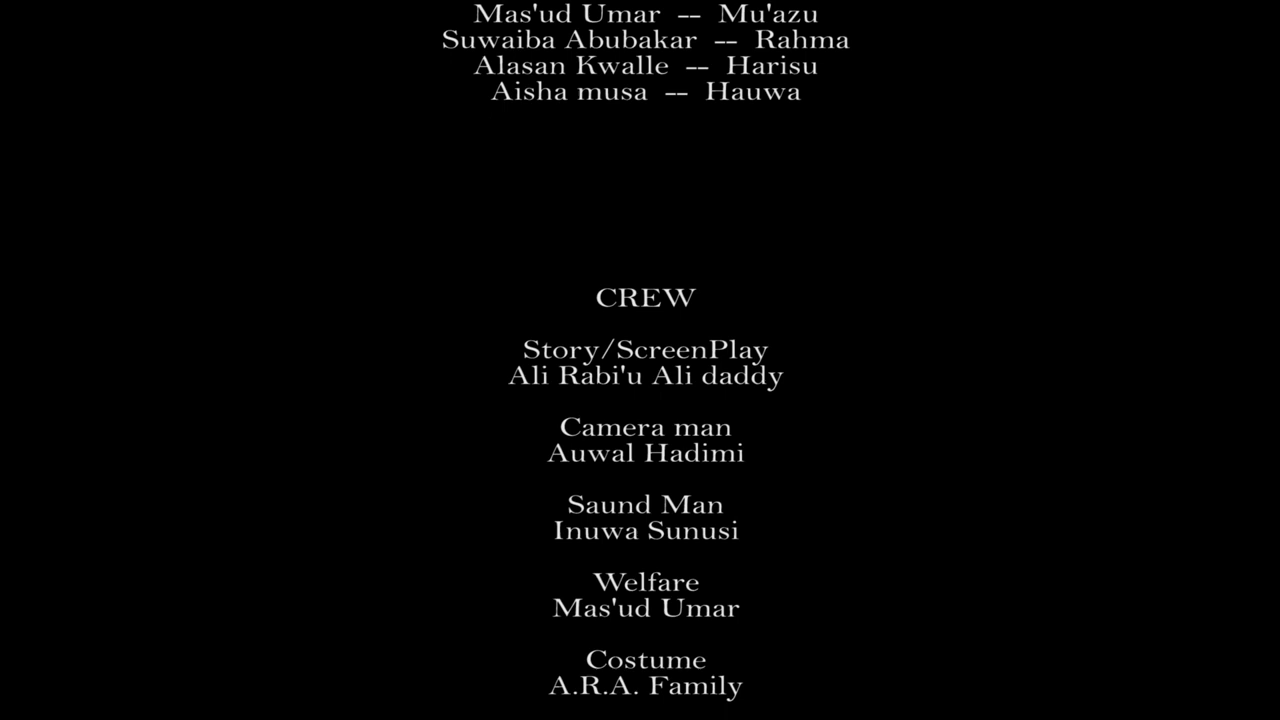 Mas'ud Umar -- Mu'azu
Suwaiba Abubakar -- Rahma
Alasan Kwalle -- Harisu
Aisha musa -- Hauwa
CREW
Story/ScreenPlay
Ali Rabi'u Ali daddy
Camera man
Auwal Hadimi
Saund Man
Inuwa Sunusi
Welfare
Mas'ud Umar
Costume
A.R.A. Family